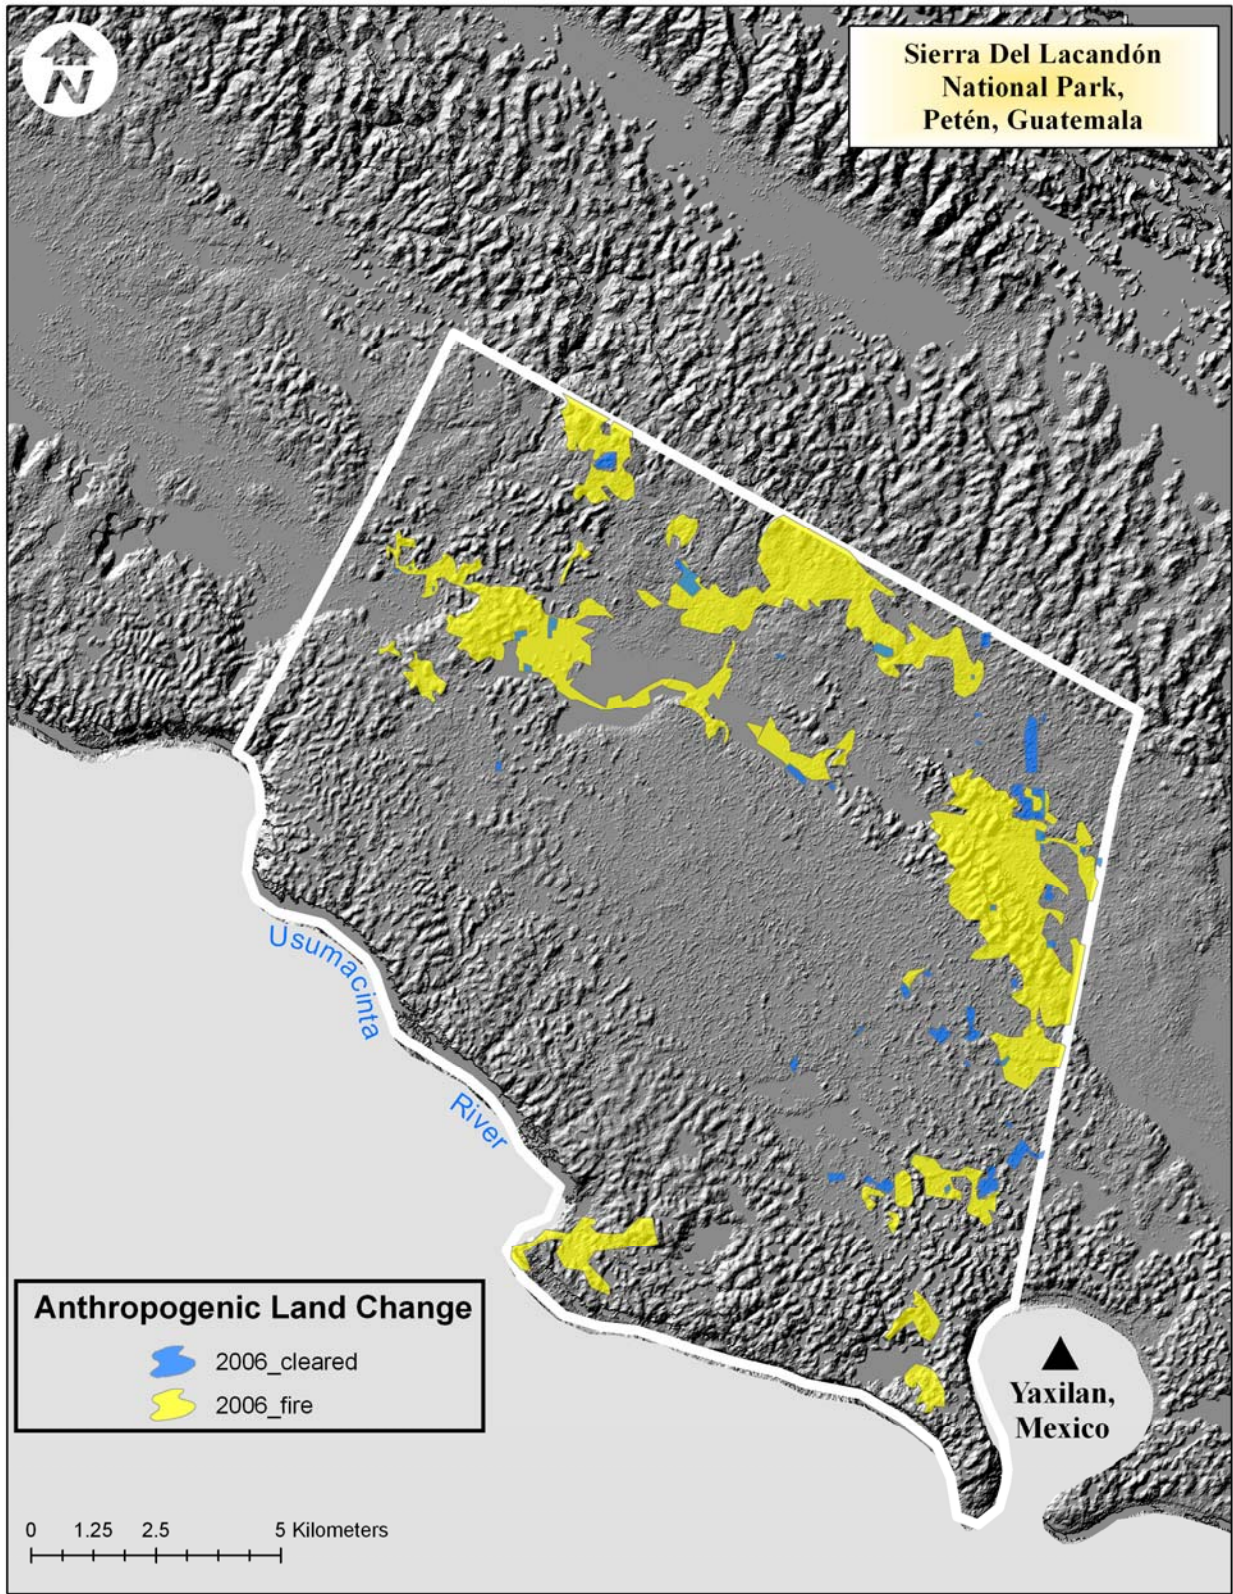 N
Sierra Del Lacandón
National Park,
Petén, Guatemala
Usumacinta
River
Anthropogenic Land Change
2006_cleared
2006_fire
Yaxilan,
Mexico
0 1.25 2.5 5 Kilometers